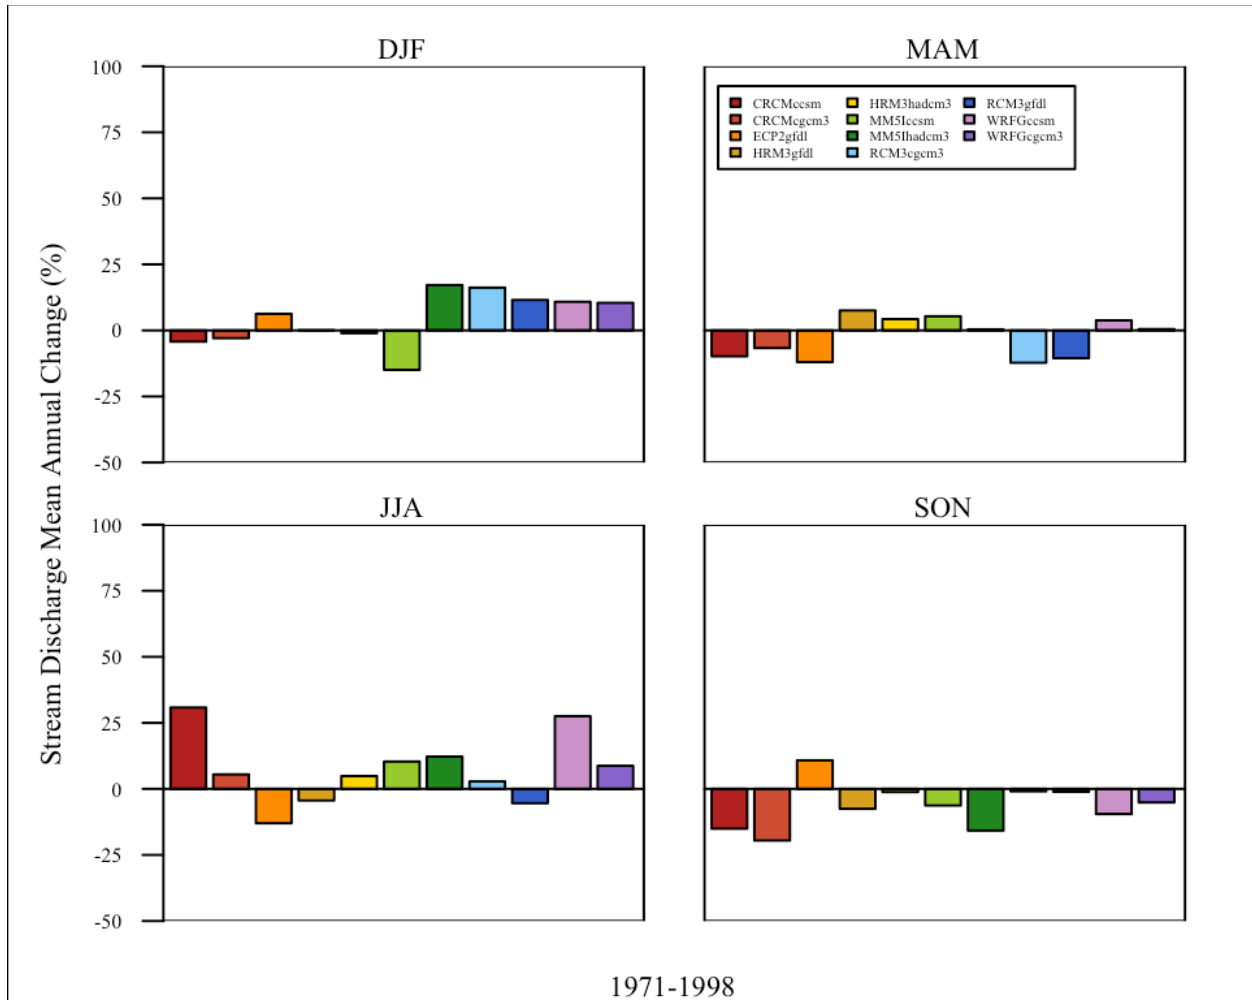 DJF
MAM
100
75
50
25
0
-25
-50
CRCMccsm
CRCMcgcm3
ECP2gfdl
HRM3gfdl
HRM3hadcm3
MM5Iccsm
MM5Ihadcm3
RCM3cgcm3
RCM3gfdl
WRFGccsm
WRFGcgcm3
Stream Discharge Mean Annual Change (%)
JJA
SON
100
75
50
25
0
-25
-50
1971-1998